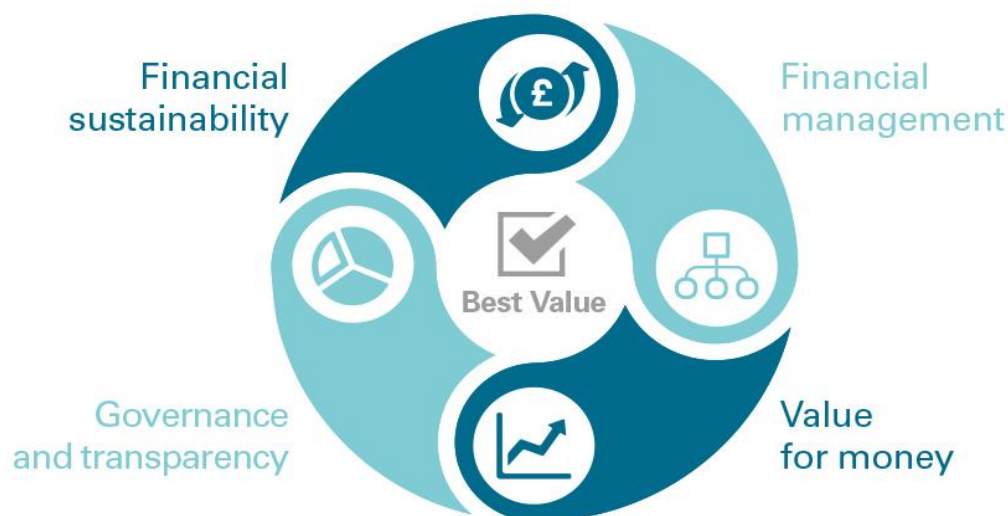 Financial
sustainability
Financial
management
£
Best Value
Governance
and transparency
Value
for money